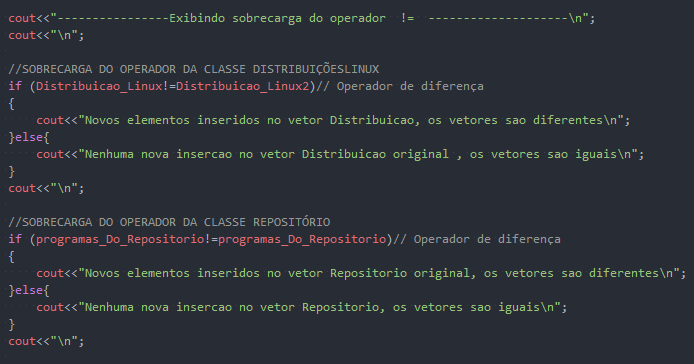 cout<<"----------------Exibindo sobrecarga do operador  !=  --------------------\n";
cout<<"\n";
//SOBRECARGA DO OPERADOR DA CLASSE DISTRIBUIÇÕESLINUX
if (Distribuicao_Linux!=Distribuicao_Linux2)// Operador de diferença
{
    cout<<"Novos elementos inseridos no vetor Distribuicao, os vetores sao diferentes\n";
}else{
    cout<<"Nenhuma nova insercao no vetor Distribuicao original , os vetores sao iguais\n";
}
cout<<"\n";
//SOBRECARGA DO OPERADOR DA CLASSE REPOSITÓRIO
if (programas_Do_Repositorio!=programas_Do_Repositorio)// Operador de diferença
{
    cout<<"Novos elementos inseridos no vetor Repositorio original, os vetores sao diferentes\n";
}else{
    cout<<"Nenhuma nova insercao no vetor Repositorio, os vetores sao iguais\n";
}
cout<<"\n";